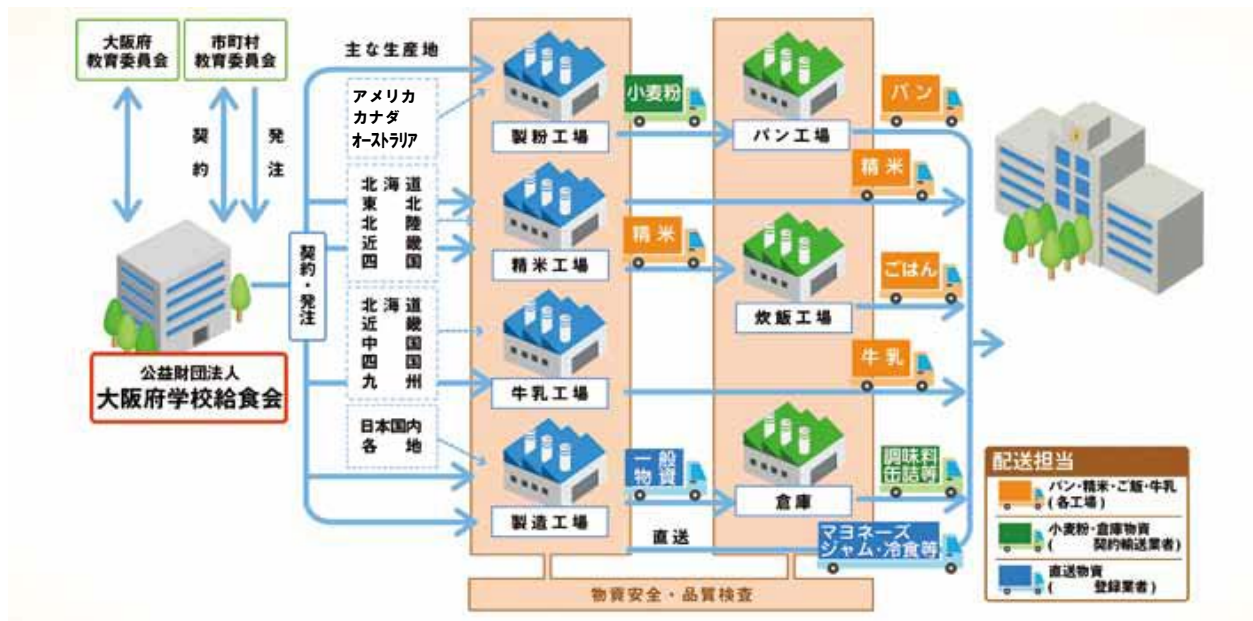 大阪府
教育委員会
市町村
教育委員会
契約
発注
公益財団法人
大阪府学校給食会
契約・発注
主な生産地
アメリカ
カナダ
オーストラリア
北海道
東北
北陸
近畿
四国
北海道
近畿
中国
四国
九州
日本国内
各地
製粉工場
精米工場
牛乳工場
製造工場
小麦粉
精米
一般
物資
直送
パン工場
炊飯工場
倉庫
パン
精米
ごはん
牛乳
調味料
缶詰等
マヨネーズ
ジャム・冷食等
物資安全・品質検査
配送担当
パン・精米・ご飯・牛乳
(各工場)
小麦粉・倉庫物資
( 契約輸送業者)
直送物資
( 登録業者)